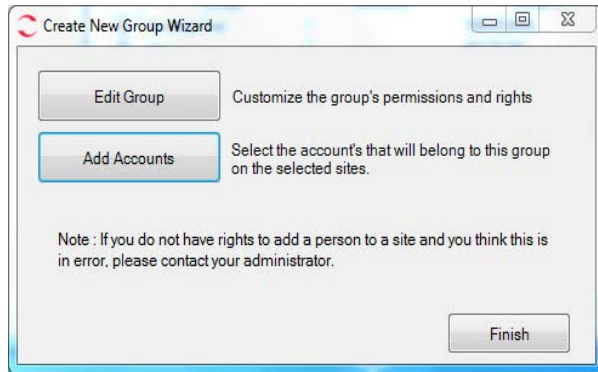 Create New Group Wizard
Edit Group
Customize the group's permissions and rights
Add Accounts
Select the account's that will belong to this group
on the selected sites.
Note : If you do not have rights to add a person to a site and you think this is
in error, please contact your administrator.
Finish